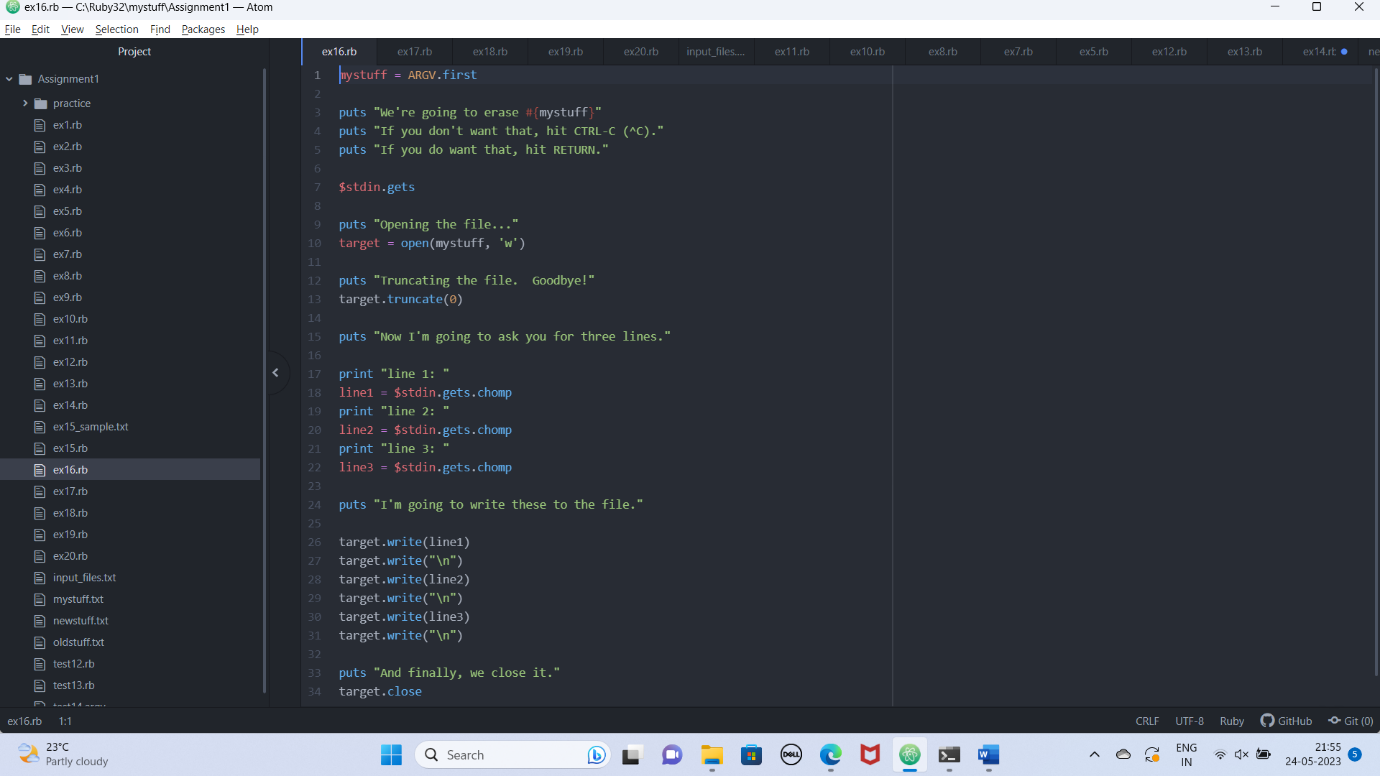 ex16.rb — C:\Ruby32\mystuff\Assignment1 — Atom
File Edit View Selection Find Packages Help
Project
ex16.rb ex17.rb ex18.rb ex19.rb ex20.rb input_files.... ex11.rb ex10.rb ex8.rb ex7.rb ex5.rb ex12.rb ex13.rb ex14.rb ne
Assignment1
practice
ex1.rb
ex2.rb
ex3.rb
ex4.rb
ex5.rb
ex6.rb
ex7.rb
ex8.rb
ex9.rb
ex10.rb
ex11.rb
ex12.rb
ex13.rb
ex14.rb
ex15_sample.txt
ex15.rb
ex16.rb
ex17.rb
ex18.rb
ex19.rb
ex20.rb
input_files.txt
mystuff.txt
newstuff.txt
oldstuff.txt
test12.rb
test13.rb
1 mystuff = ARGV.first
2
3 puts "We're going to erase #{mystuff}"
4 puts "If you don't want that, hit CTRL-C (^C)."
5 puts "If you do want that, hit RETURN."
6
7 $stdin.gets
8
9 puts "Opening the file..."
10 target = open(mystuff, 'w')
11
12 puts "Truncating the file.  Goodbye!"
13 target.truncate(0)
14
15 puts "Now I'm going to ask you for three lines."
16
17 print "line 1: "
18 line1 = $stdin.gets.chomp
19 print "line 2: "
20 line2 = $stdin.gets.chomp
21 print "line 3: "
22 line3 = $stdin.gets.chomp
23
24 puts "I'm going to write these to the file."
25
26 target.write(line1)
27 target.write("\n")
28 target.write(line2)
29 target.write("\n")
30 target.write(line3)
31 target.write("\n")
32
33 puts "And finally, we close it."
34 target.close
ex16.rb 1:1 CRLF UTF-8 Ruby GitHub Git (0)
23°C
Partly cloudy
Search
DELL
W
ENG
IN
21:55
24-05-2023
5